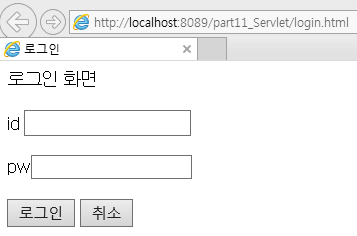 http://localhost:8089/part11_Servlet/login.html
로그인
로그인 화면
id
pw
로그인 취소